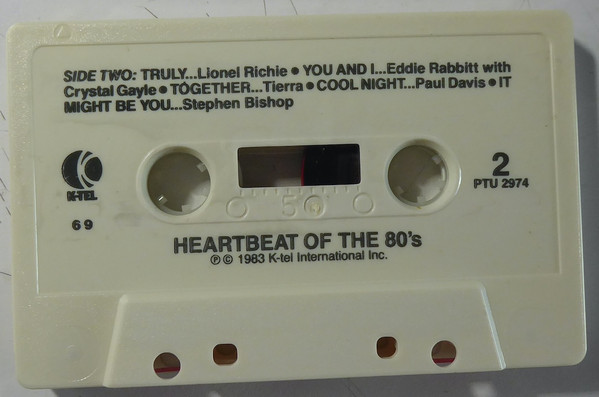 SIDE TWO: TRULY...Lionel Richie • YOU AND I...Eddie Rabbitt with
Crystal Gayle • TOGETHER...Tierra • COOL NIGHT...Paul Davis • IT
MIGHT BE YOU...Stephen Bishop
K-TEL
2
PTU 2974
69
50
HEARTBEAT OF THE 80's
℗ © 1983 K-tel International Inc.